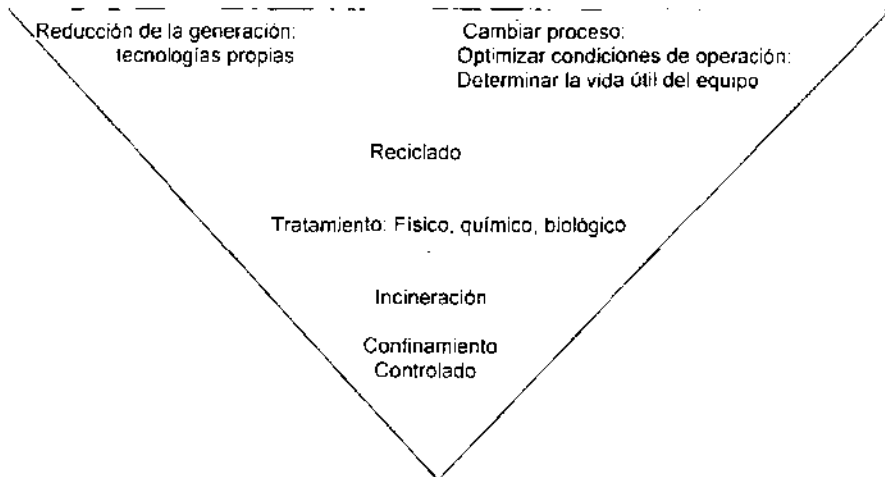 Reducción de la generación:
tecnologías propias
Cambiar proceso:
Optimizar condiciones de operación:
Determinar la vida útil del equipo
Reciclado
Tratamiento: Físico, químico, biológico
Incineración
Confinamiento
Controlado